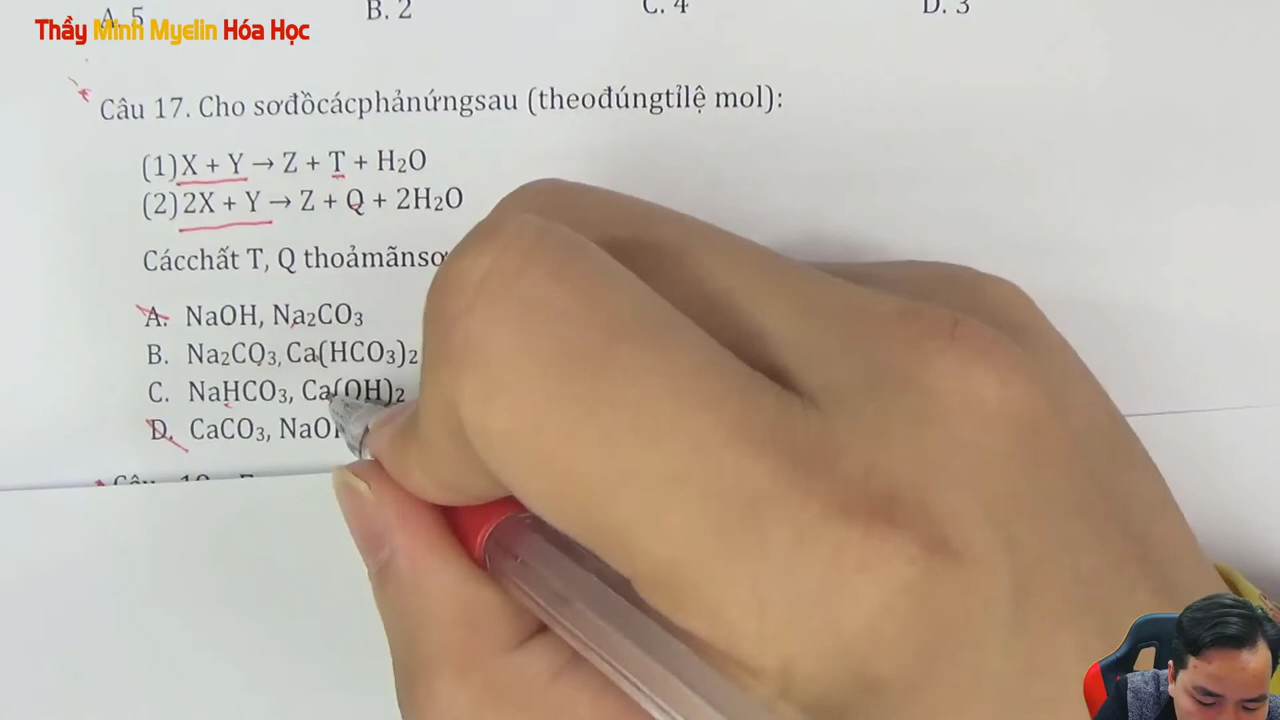 A. 5 B. 2 C. 4 D. 3
Thầy Minh Myelin Hóa Học
Câu 17. Cho sơđồcácphảnứngsau (theođúngtỉlệ mol):
(1)X + Y → Z + T + H₂O
(2)2X + Y → Z + Q + 2H₂O
Cácchất T, Q thoảmãnsơ
A. NaOH, Na₂CO₃
B. Na₂CO₃, Ca(HCO₃)₂
C. NaHCO₃, Ca(OH)₂
D. CaCO₃,